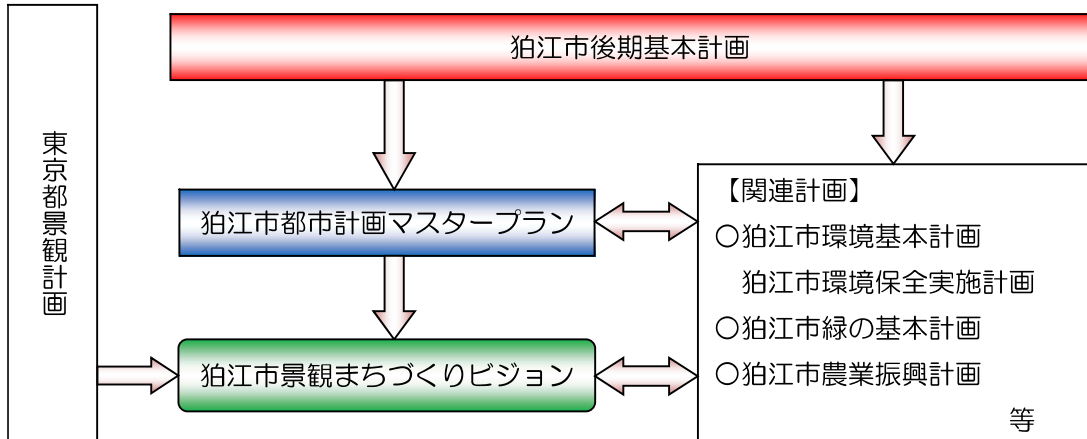 狛江市後期基本計画
東京都景観計画
狛江市都市計画マスタープラン
狛江市景観まちづくりビジョン
【関連計画】
○狛江市環境基本計画
狛江市環境保全実施計画
○狛江市緑の基本計画
○狛江市農業振興計画
等